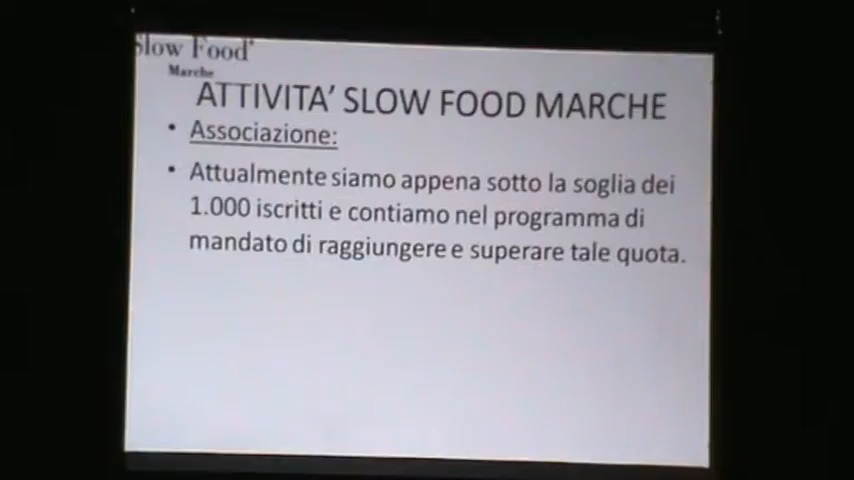 Slow Food®
Marche
ATTIVITA' SLOW FOOD MARCHE
• Associazione:
• Attualmente siamo appena sotto la soglia dei
1.000 iscritti e contiamo nel programma di
mandato di raggiungere e superare tale quota.